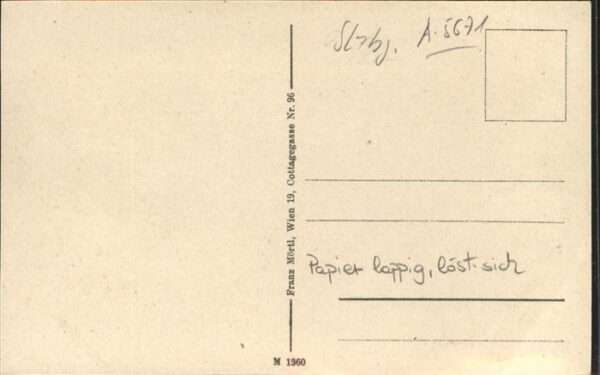 Slzbg. A. 5671
Franz Mörtl, Wien 19, Cottagegasse Nr. 96
Papier lappig, löst sich
M 1360